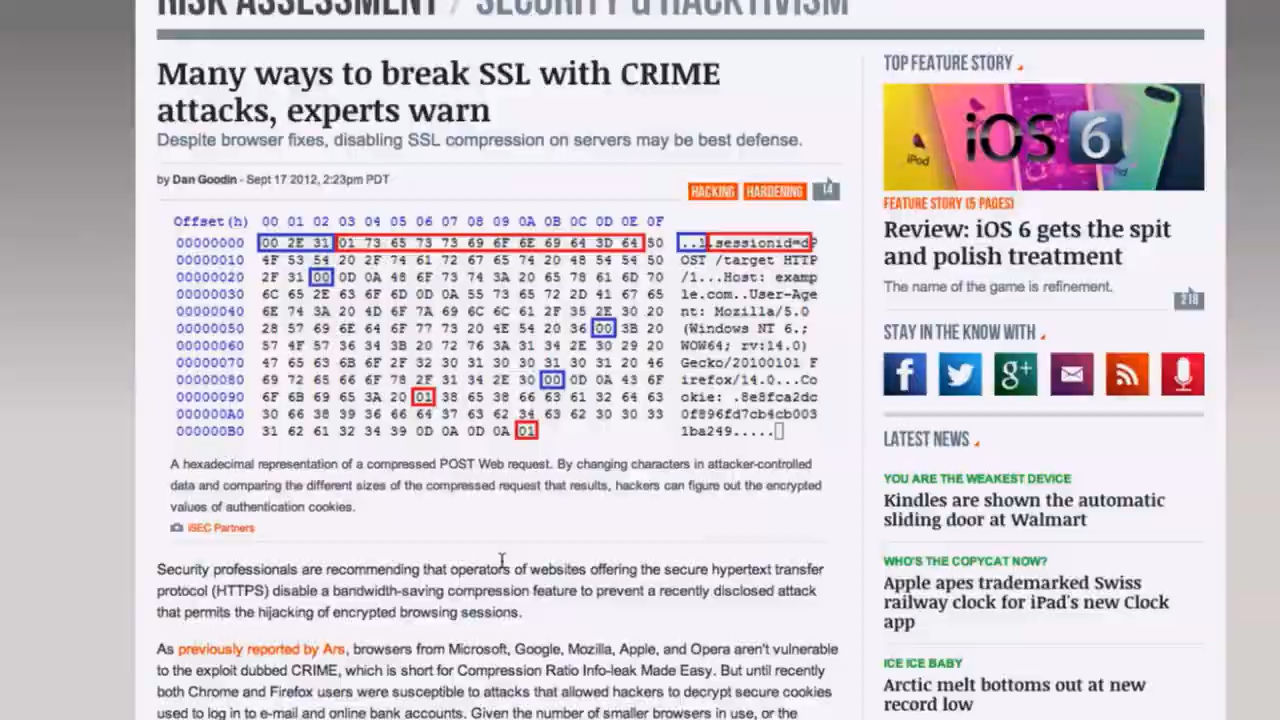 RISK ASSESSMENT / SECURITY & HACKTIVISM
Many ways to break SSL with CRIME
attacks, experts warn
Despite browser fixes, disabling SSL compression on servers may be best defense.
by Dan Goodin - Sept 17 2012, 2:23pm PDT
HACKING HARDENING 14
Offset(h) 00 01 02 03 04 05 06 07 08 09 0A 0B 0C 0D 0E 0F
00000000 00 2E 31 01 73 65 73 73 69 6F 6E 69 64 3D 64 50 ..1.sessionid=dP
00000010 4F 53 54 20 2F 74 61 72 67 65 74 20 48 54 54 50 OST /target HTTP
00000020 2F 31 00 0D 0A 48 6F 73 74 3A 20 65 78 61 6D 70 /1...Host: examp
00000030 6C 65 2E 63 6F 6D 0D 0A 55 73 65 72 2D 41 67 65 le.com..User-Age
00000040 6E 74 3A 20 4D 6F 7A 69 6C 6C 61 2F 35 2E 30 20 nt: Mozilla/5.0
00000050 28 57 69 6E 64 6F 77 73 20 4E 54 20 36 00 3B 20 (Windows NT 6.;
00000060 57 4F 57 36 34 3B 20 72 76 3A 31 34 2E 30 29 20 WOW64; rv:14.0)
00000070 47 65 63 6B 6F 2F 32 30 31 30 30 31 30 31 20 46 Gecko/20100101 F
00000080 69 72 65 66 6F 78 2F 31 34 2E 30 00 0D 0A 43 6F irefox/14.0...Co
00000090 6F 6B 69 65 3A 20 01 38 65 38 66 63 61 32 64 63 okie: .8e8fca2dc
000000A0 30 66 38 39 36 66 64 37 63 62 34 63 62 30 30 33 0f896fd7cb4cb003
000000B0 31 62 61 32 34 39 0D 0A 0D 0A 01 1ba249.....
A hexadecimal representation of a compressed POST Web request. By changing characters in attacker-controlled
data and comparing the different sizes of the compressed request that results, hackers can figure out the encrypted
values of authentication cookies.
iSEC Partners
Security professionals are recommending that operators of websites offering the secure hypertext transfer
protocol (HTTPS) disable a bandwidth-saving compression feature to prevent a recently disclosed attack
that permits the hijacking of encrypted browsing sessions.
As previously reported by Ars, browsers from Microsoft, Google, Mozilla, Apple, and Opera aren't vulnerable
to the exploit dubbed CRIME, which is short for Compression Ratio Info-leak Made Easy. But until recently
both Chrome and Firefox users were susceptible to attacks that allowed hackers to decrypt secure cookies
used to log in to e-mail and online bank accounts. Given the number of smaller browsers in use, or the
TOP FEATURE STORY
iPod iOS 6
FEATURE STORY (5 PAGES)
Review: iOS 6 gets the spit
and polish treatment
The name of the game is refinement.
218
STAY IN THE KNOW WITH
LATEST NEWS
YOU ARE THE WEAKEST DEVICE
Kindles are shown the automatic
sliding door at Walmart
WHO'S THE COPYCAT NOW?
Apple apes trademarked Swiss
railway clock for iPad's new Clock
app
ICE ICE BABY
Arctic melt bottoms out at new
record low